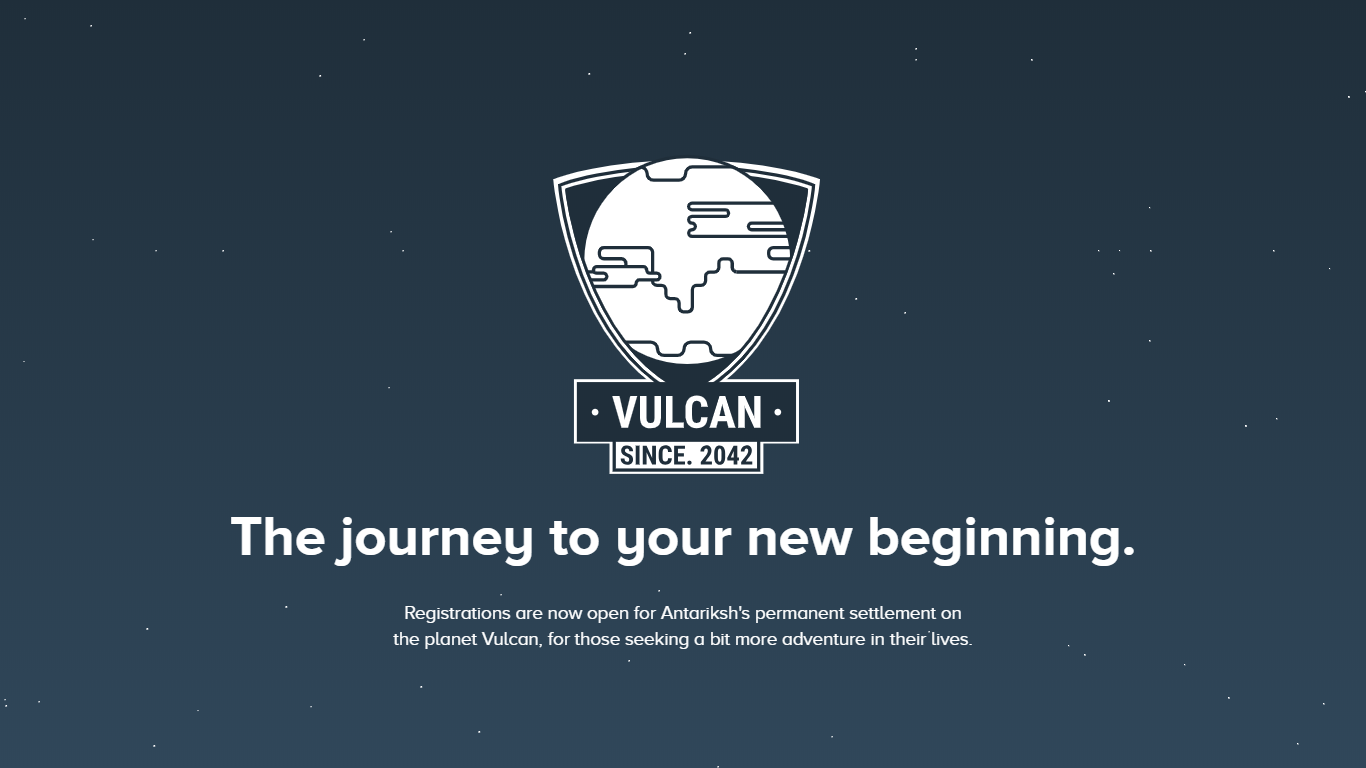 · VULCAN ·
SINCE. 2042
The journey to your new beginning.
Registrations are now open for Antariksh's permanent settlement on
the planet Vulcan, for those seeking a bit more adventure in their lives.